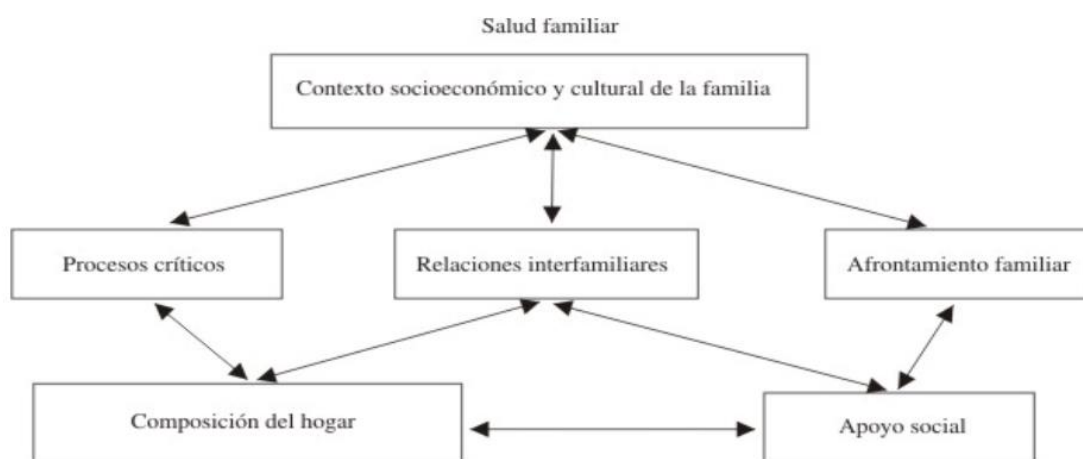 Salud familiar
Contexto socioeconómico y cultural de la familia
Procesos críticos
Relaciones interfamiliares
Afrontamiento familiar
Composición del hogar
Apoyo social